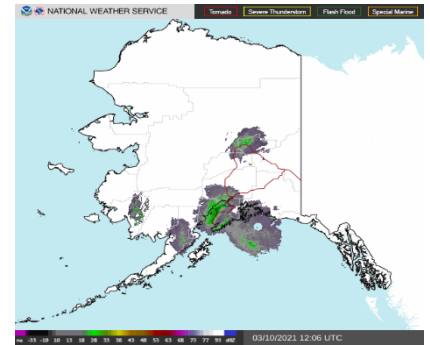 NATIONAL WEATHER SERVICE
Tornado
Severe Thunderstorm
Flash Flood
Special Marine
03/10/2021 12:06 UTC